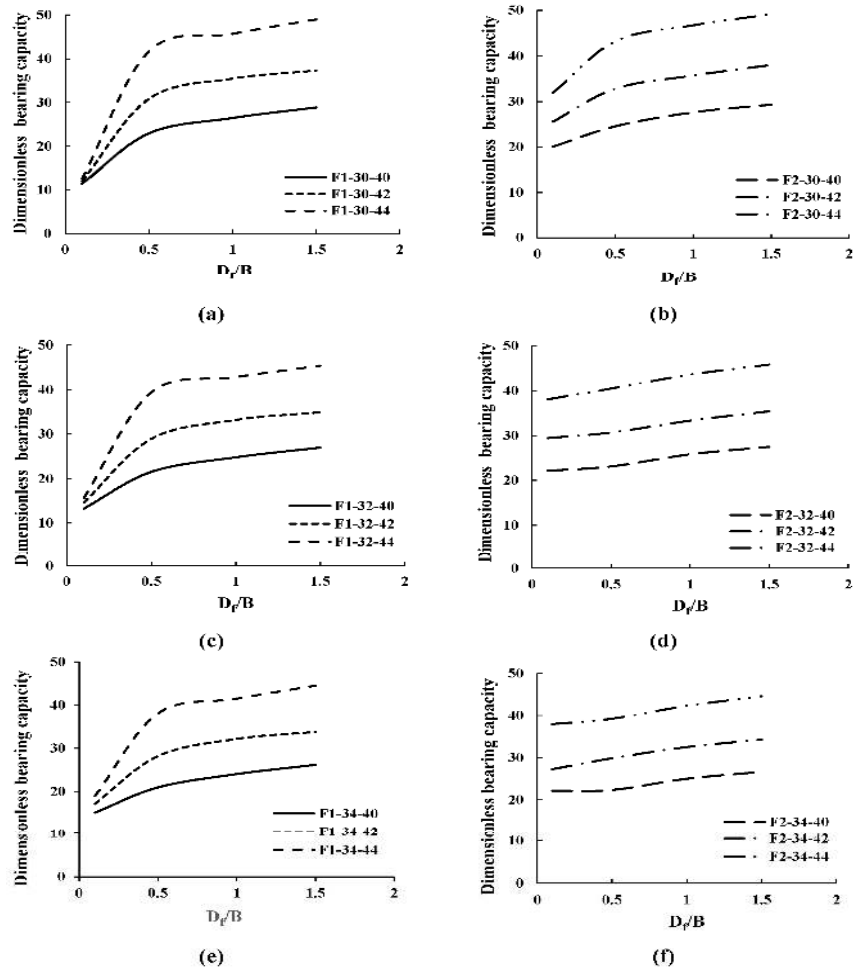 Dimensionless bearing capacity
50
40
30
20
10
0
F1-30-40
F1-30-42
F1-30-44
0
0.5
1
1.5
2
Df/B
(a)
Dimensionless bearing capacity
50
40
30
20
10
0
F2-30-40
F2-30-42
F2-30-44
0
0.5
1
1.5
2
Df/B
(b)
Dimensionless bearing capacity
50
40
30
20
10
0
F1-32-40
F1-32-42
F1-32-44
0
0.5
1
1.5
2
Df/B
(c)
Dimensionless bearing capacity
50
40
30
20
10
0
F2-32-40
F2-32-42
F2-32-44
0
0.5
1
1.5
2
Df/B
(d)
Dimensionless bearing capacity
50
40
30
20
10
0
F1-34-40
F1-34-42
F1-34-44
0
0.5
1
1.5
2
Df/B
(e)
Dimensionless bearing capacity
50
40
30
20
10
0
F2-34-40
F2-34-42
F2-34-44
0
0.5
1
1.5
2
Df/B
(f)